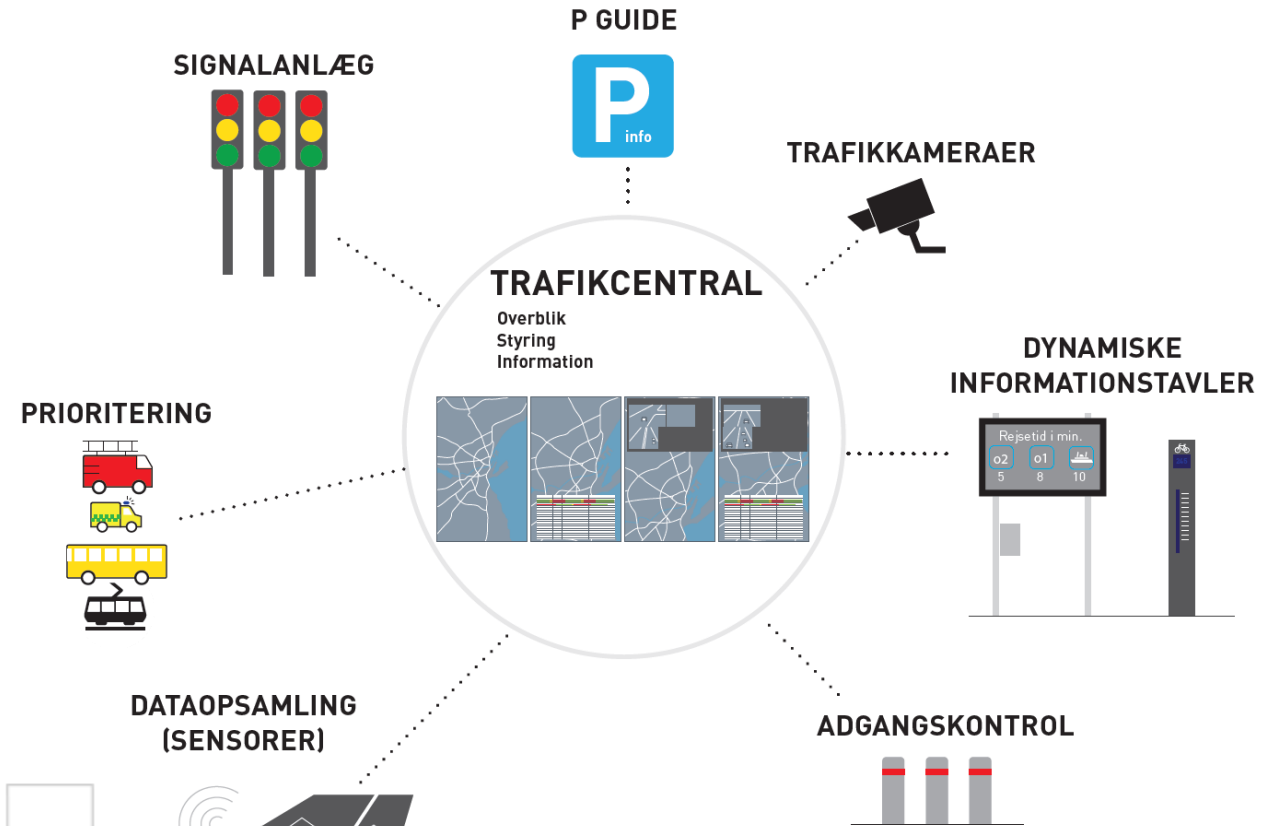 P GUIDE
P
info
SIGNALANLÆG
TRAFIKKAMERAER
TRAFIKCENTRAL
Overblik
Styring
Information
DYNAMISKE
INFORMATIONSTAVLER
Rejsetid i min.
o2 o1
5 8 10
PRIORITERING
DATAOPSAMLING
(SENSORER)
ADGANGSKONTROL